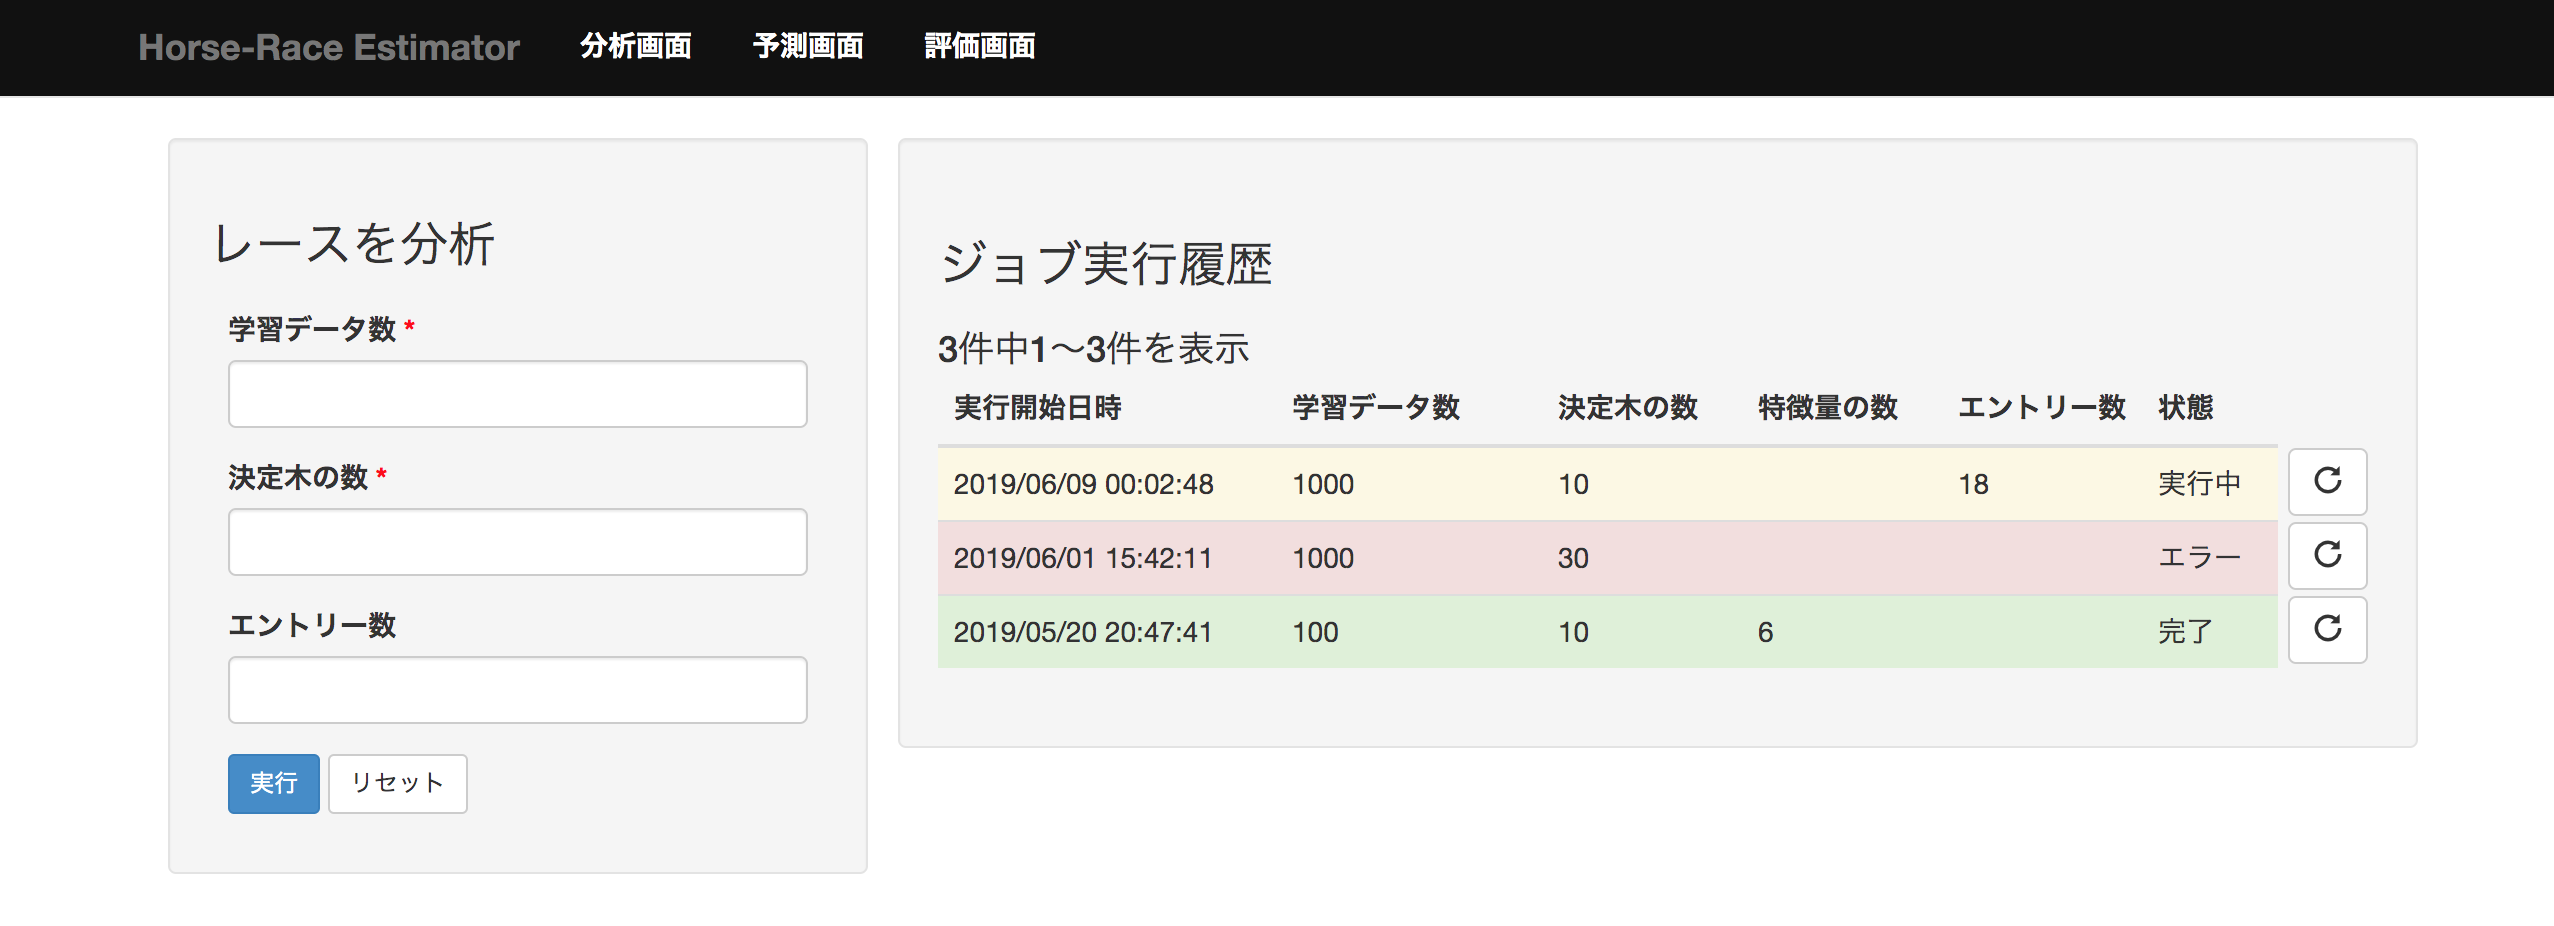 Horse-Race Estimator 分析画面 予測画面 評価画面
レースを分析
学習データ数 *
決定木の数 *
エントリー数
実行 リセット
ジョブ実行履歴
3件中1〜3件を表示
実行開始日時 学習データ数 決定木の数 特徴量の数 エントリー数 状態
2019/06/09 00:02:48 1000 10 18 実行中
2019/06/01 15:42:11 1000 30 エラー
2019/05/20 20:47:41 100 10 6 完了